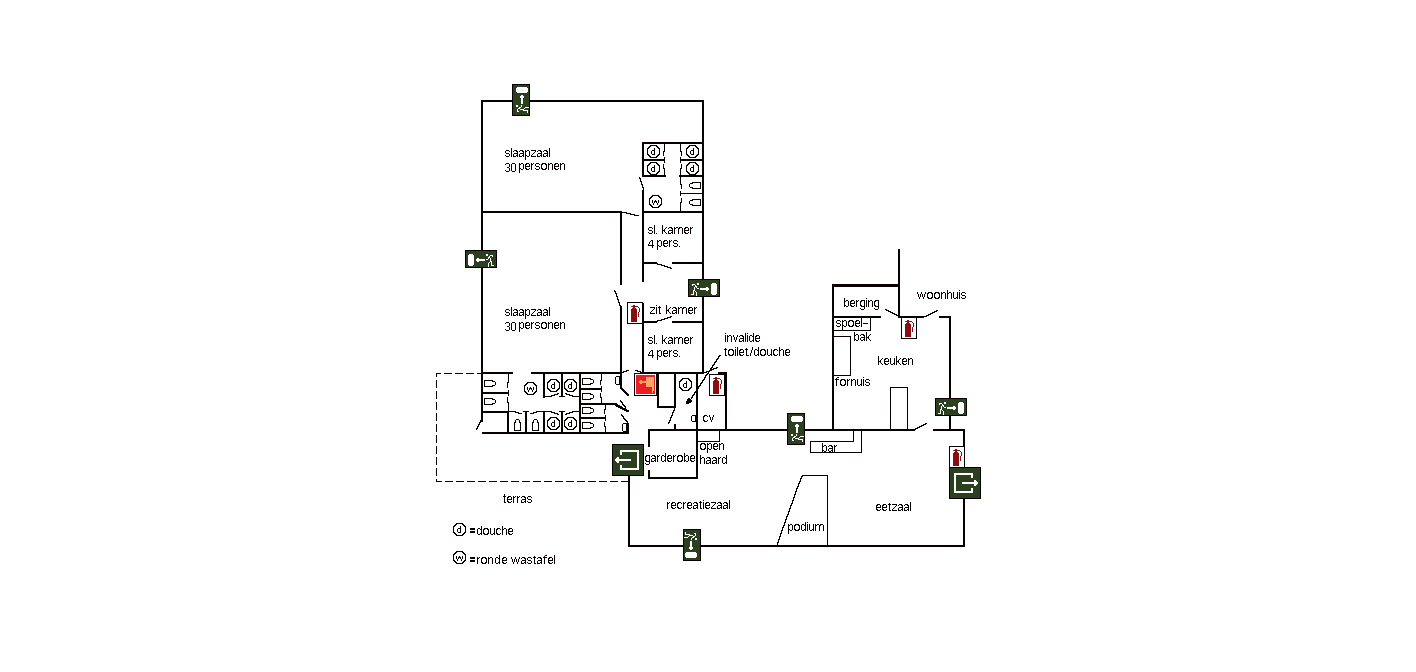 slaapzaal
30 personen
d
d
d
d
w
sl. kamer
4 pers.
zit kamer
slaapzaal
30 personen
sl. kamer
4 pers.
invalide
toilet/douche
berging
woonhuis
spoel-
bak
keuken
fornuis
w
d
d
d
d
d
cv
garderobe
open
haard
bar
terras
recreatiezaal
podium
eetzaal
d =douche
w =ronde wastafel